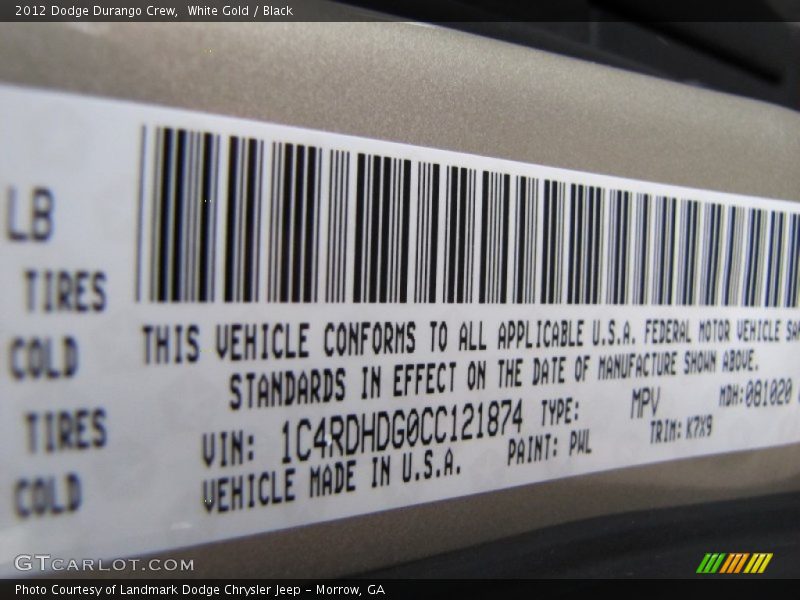 2012 Dodge Durango Crew, White Gold / Black
LB
TIRES
COLD
TIRES
COLD
THIS VEHICLE CONFORMS TO ALL APPLICABLE U.S.A. FEDERAL MOTOR VEHICLE SA
STANDARDS IN EFFECT ON THE DATE OF MANUFACTURE SHOWN ABOVE.
VIN: 1C4RDHDG0CC121874 TYPE: MPV MDH:081020
VEHICLE MADE IN U.S.A. PAINT: PWL TRIM: K7X9
GTCARLOT.COM
Photo Courtesy of Landmark Dodge Chrysler Jeep - Morrow, GA